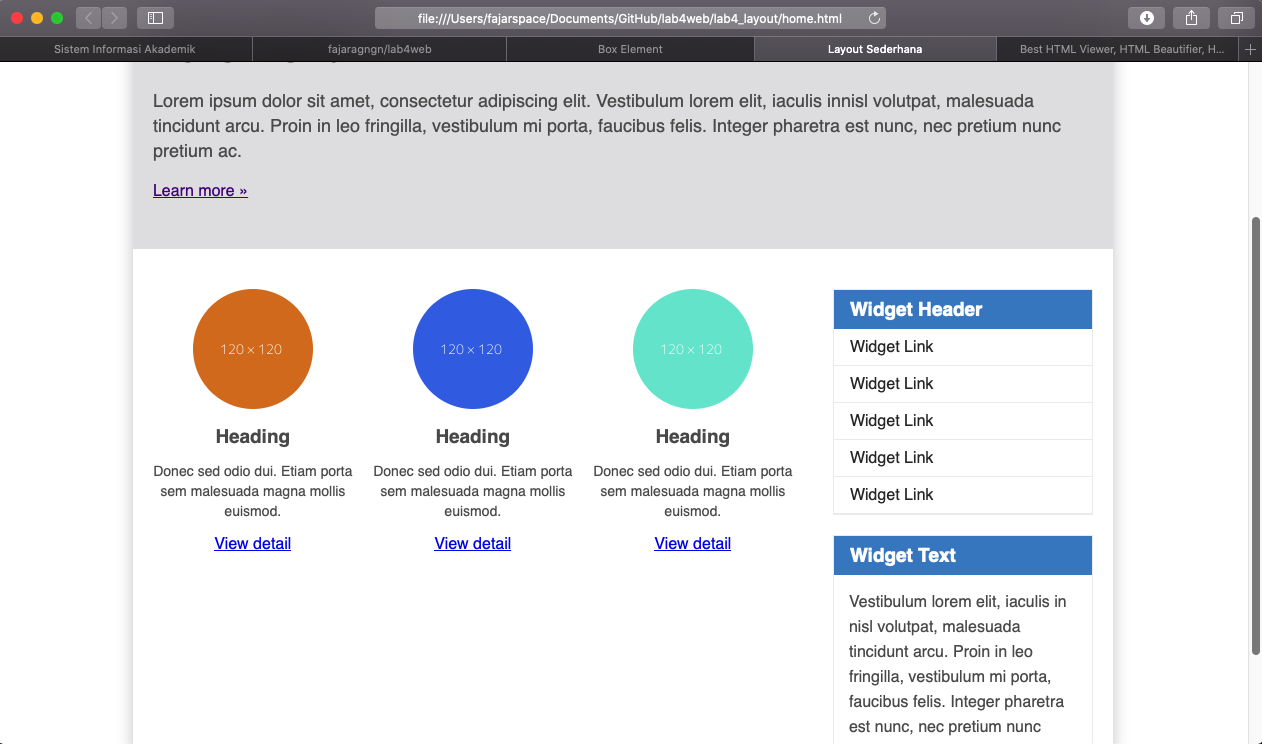 file:///Users/fajarspace/Documents/GitHub/lab4web/lab4_layout/home.html
Sistem Informasi Akademik
fajaragngn/lab4web
Box Element
Layout Sederhana
Best HTML Viewer, HTML Beautifier, H...
Lorem ipsum dolor sit amet, consectetur adipiscing elit. Vestibulum lorem elit, iaculis innisl volutpat, malesuada
tincidunt arcu. Proin in leo fringilla, vestibulum mi porta, faucibus felis. Integer pharetra est nunc, nec pretium nunc
pretium ac.
Learn more »
120 × 120
Heading
Donec sed odio dui. Etiam porta
sem malesuada magna mollis
euismod.
View detail
120 × 120
Heading
Donec sed odio dui. Etiam porta
sem malesuada magna mollis
euismod.
View detail
120 × 120
Heading
Donec sed odio dui. Etiam porta
sem malesuada magna mollis
euismod.
View detail
Widget Header
Widget Link
Widget Link
Widget Link
Widget Link
Widget Link
Widget Text
Vestibulum lorem elit, iaculis in
nisl volutpat, malesuada
tincidunt arcu. Proin in leo
fringilla, vestibulum mi porta,
faucibus felis. Integer pharetra
est nunc, nec pretium nunc